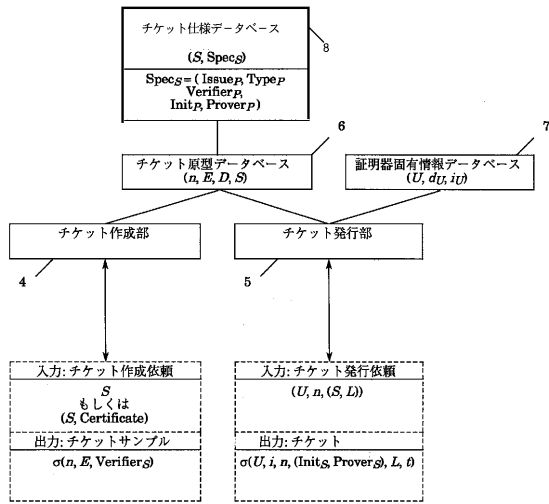 チケット仕様データベース
8
(S, Spec_S)
Spec_S = ( Issue_P, Type_P
Verifier_P,
Init_P, Prover_P )
6
7
チケット原型データベース
(n, E, D, S)
証明器固有情報データベース
(U, d_U, i_U)
チケット作成部
チケット発行部
4
5
入力: チケット作成依頼
S
もしくは
(S, Certificate)
出力: チケットサンプル
σ(n, E, Verifier_S)
入力: チケット発行依頼
(U, n, (S, L))
出力: チケット
σ(U, i, n, (Init_S, Prover_S), L, t)